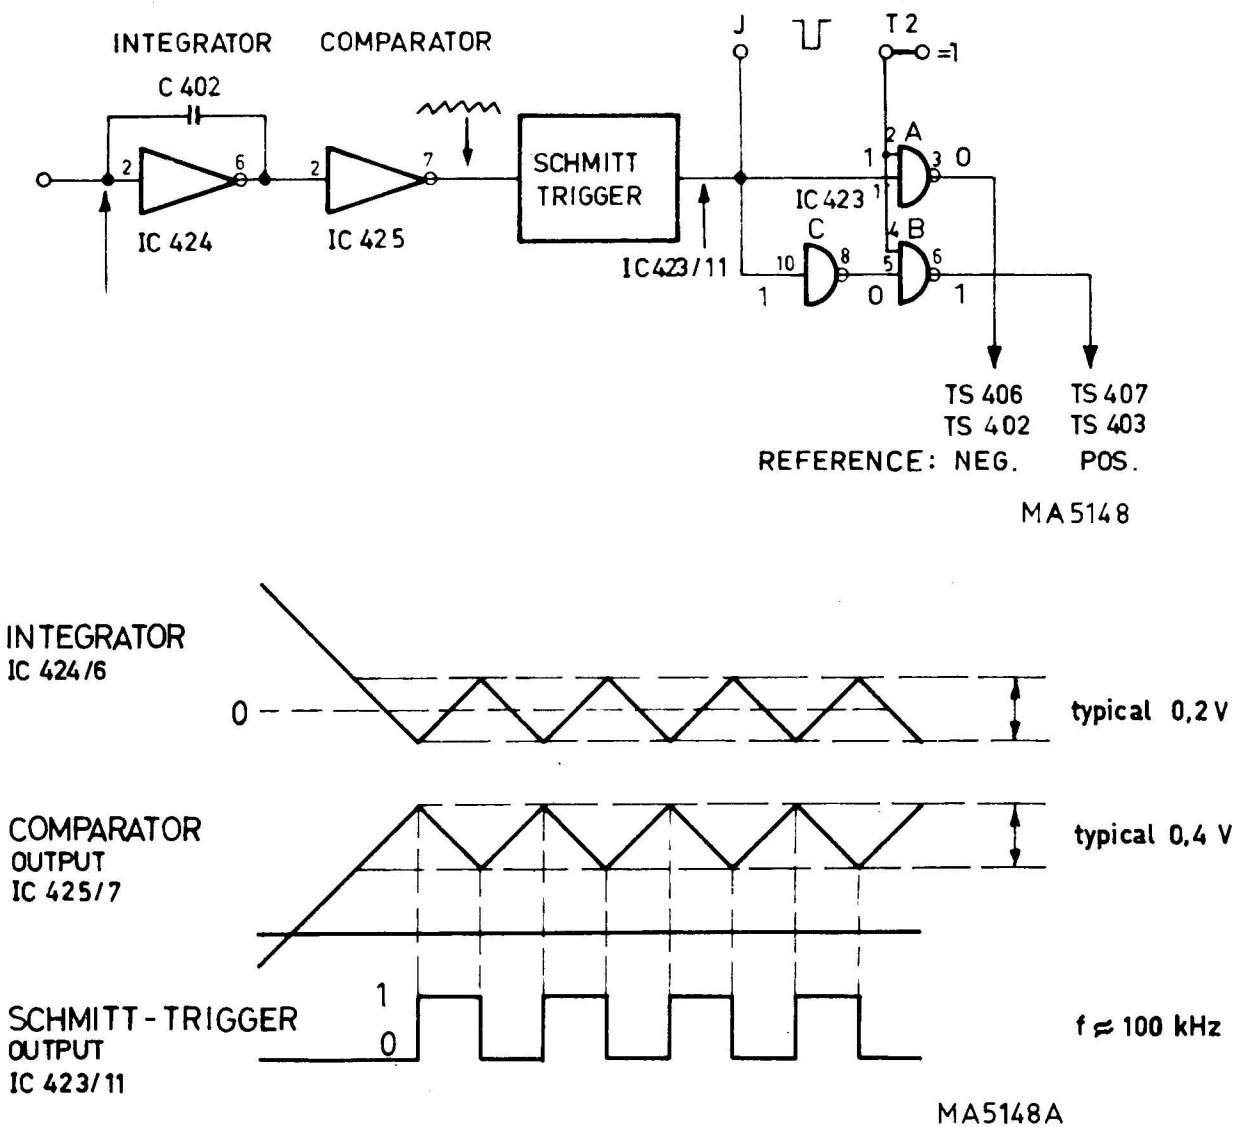 INTEGRATOR COMPARATOR
C 402
J T 2
=1
2 6 2 7
IC 424
IC 425
SCHMITT
TRIGGER
IC423/11
2 A
1 3 0
1
IC 423
C 4 B
10 8 5 6
1 0 1
TS 406 TS 407
TS 402 TS 403
REFERENCE: NEG. POS.
MA5148
INTEGRATOR
IC 424/6
0
typical 0,2 V
COMPARATOR
OUTPUT
IC 425/7
typical 0,4 V
SCHMITT-TRIGGER
OUTPUT
IC 423/11
1
0
f ≈ 100 kHz
MA5148A